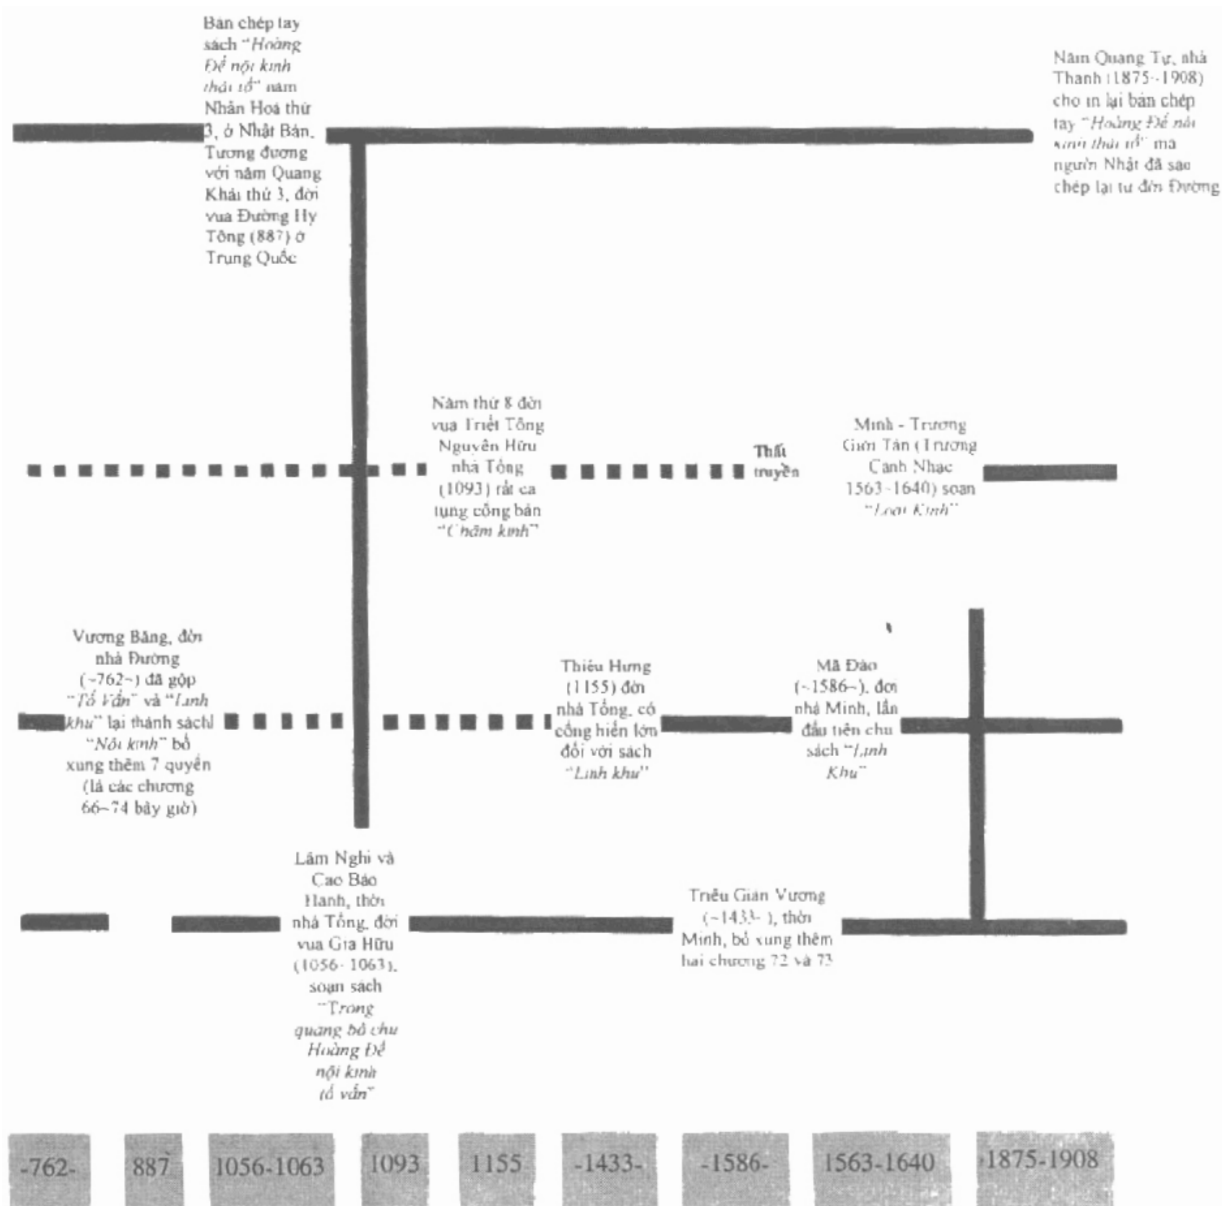 Bản chép tay
sách "Hoàng
Đế nội kinh
thái tố" năm
Nhân Hoá thứ
3, ở Nhật Bản,
Tương đương
với năm Quang
Khải thứ 3, đời
vua Đường Hy
Tông (887) ở
Trung Quốc
Năm Quang Tự, nhà
Thanh (1875-1908)
cho in lại bản chép
tay "Hoàng Đế nội
kinh thái tố" mà
người Nhật đã sao
chép lại từ đời Đường
Năm thứ 8 đời
vua Triết Tông
Nguyên Hữu
nhà Tống
(1093) rất ca
tụng cống bản
"Châm kinh"
Thất
truyền
Minh - Trương
Giới Tân (Trương
Cảnh Nhạc
1563-1640) soạn
"Loại Kinh"
Vương Băng, đời
nhà Đường
(~762~) đã gộp
"Tố Vấn" và "Linh
khu" lại thành sách
"Nội kinh" bổ
xung thêm 7 quyển
(là các chương
66~74 bây giờ)
Thiệu Hưng
(1155) đời
nhà Tống, có
cống hiến lớn
đối với sách
"Linh khu"
Mã Đào
(~1586~), đời
nhà Minh, lần
đầu tiên chú
sách "Linh
Khu"
Lâm Nghi và
Cao Bảo
Hành, thời
nhà Tống, đời
vua Gia Hữu
(1056-1063),
soạn sách
"Trong
quảng bổ chú
Hoàng Đế
nội kinh
tố vấn"
Triệu Giản Vương
(~1433- ), thời
Minh, bổ xung thêm
hai chương 72 và 73
-762-
887
1056-1063
1093
1155
-1433-
-1586-
1563-1640
1875-1908